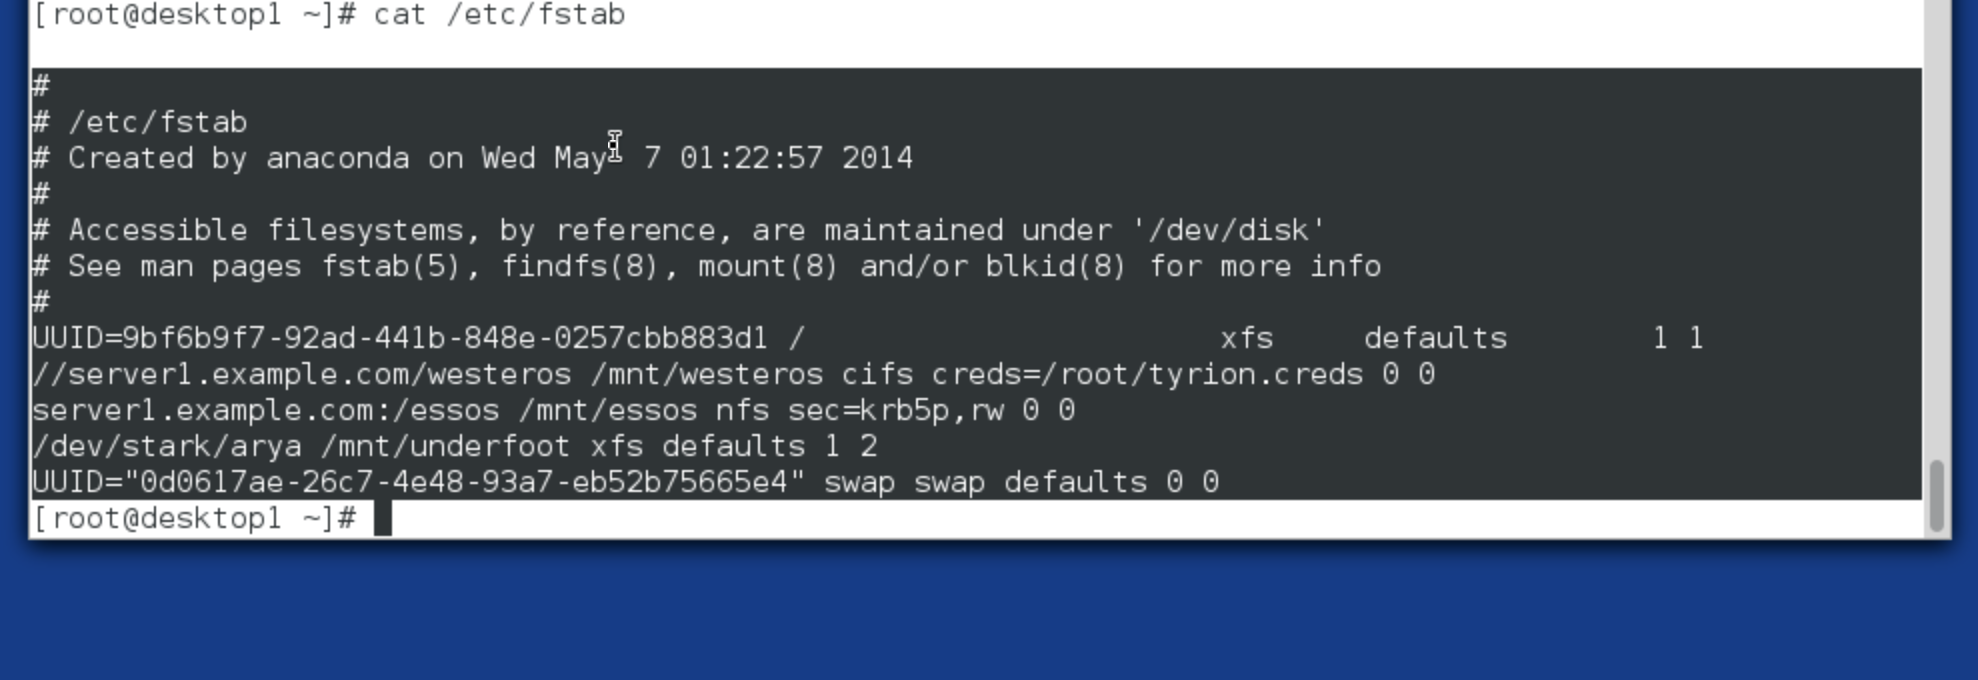 [root@desktop1 ~]# cat /etc/fstab
#
# /etc/fstab
# Created by anaconda on Wed May  7 01:22:57 2014
#
# Accessible filesystems, by reference, are maintained under '/dev/disk'
# See man pages fstab(5), findfs(8), mount(8) and/or blkid(8) for more info
#
UUID=9bf6b9f7-92ad-441b-848e-0257cbb883d1 /                       xfs     defaults        1 1
//server1.example.com/westeros /mnt/westeros cifs creds=/root/tyrion.creds 0 0
server1.example.com:/essos /mnt/essos nfs sec=krb5p,rw 0 0
/dev/stark/arya /mnt/underfoot xfs defaults 1 2
UUID="0d0617ae-26c7-4e48-93a7-eb52b75665e4" swap swap defaults 0 0
[root@desktop1 ~]#